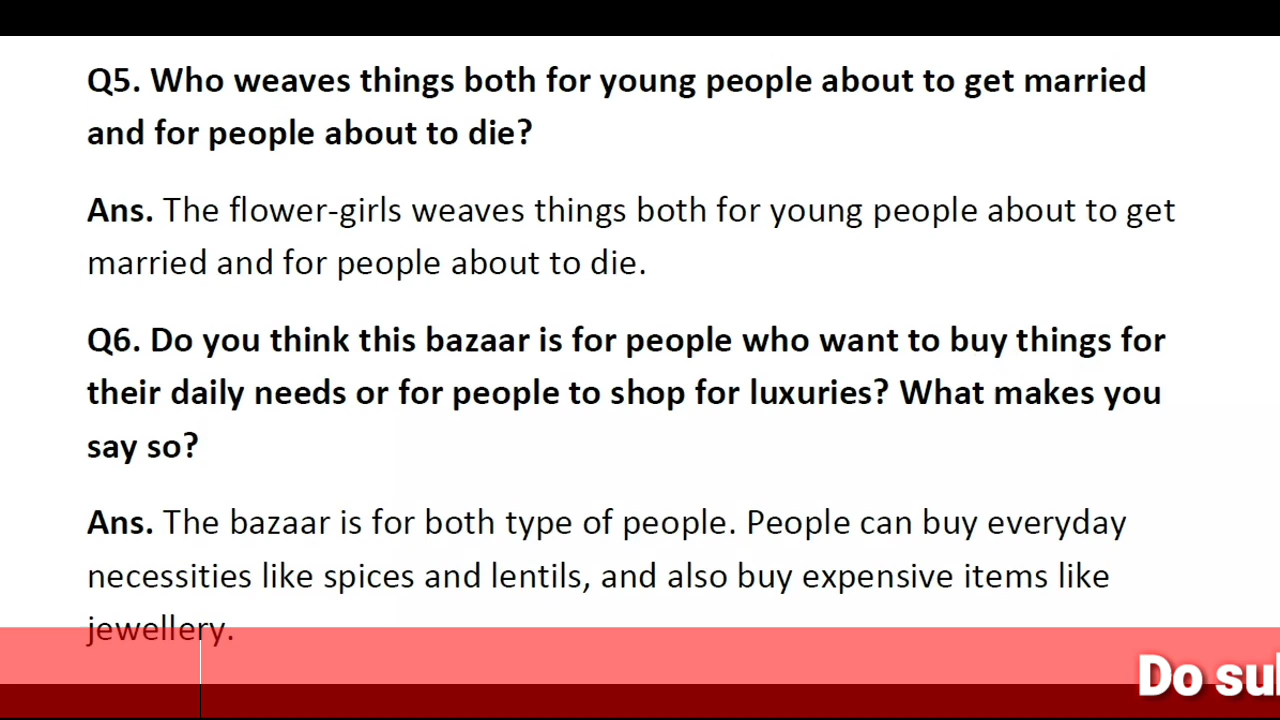 Q5. Who weaves things both for young people about to get married
and for people about to die?
Ans. The flower-girls weaves things both for young people about to get
married and for people about to die.
Q6. Do you think this bazaar is for people who want to buy things for
their daily needs or for people to shop for luxuries? What makes you
say so?
Ans. The bazaar is for both type of people. People can buy everyday
necessities like spices and lentils, and also buy expensive items like
jewellery.
Do